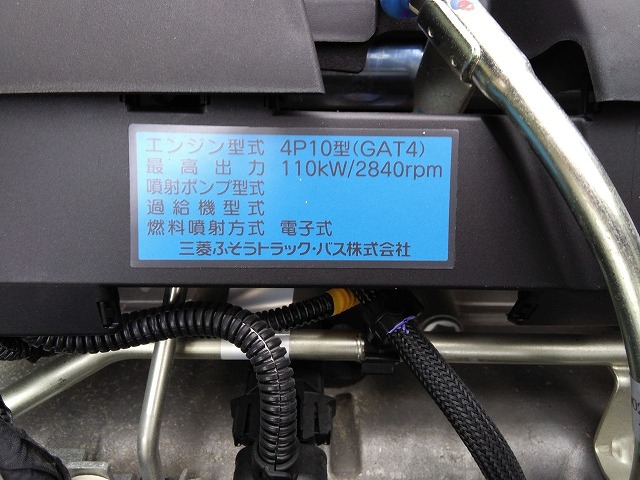 エンジン型式 4P10型(GAT4)
最高出力 110kW/2840rpm
噴射ポンプ型式
過給機型式
燃料噴射方式 電子式
三菱ふそうトラック・バス株式会社